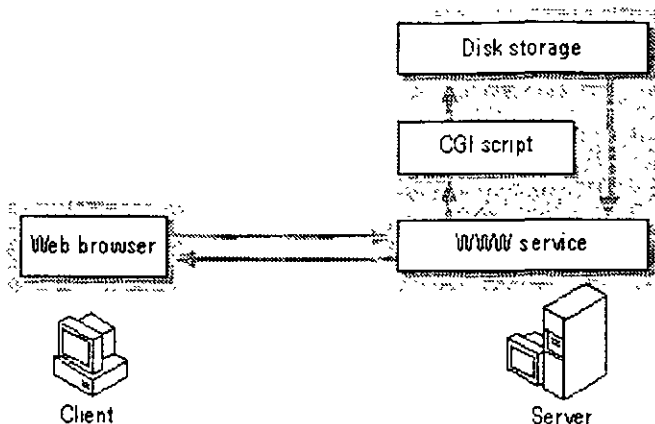 Disk storage
CGI script
Web browser
WWW service
Client
Server